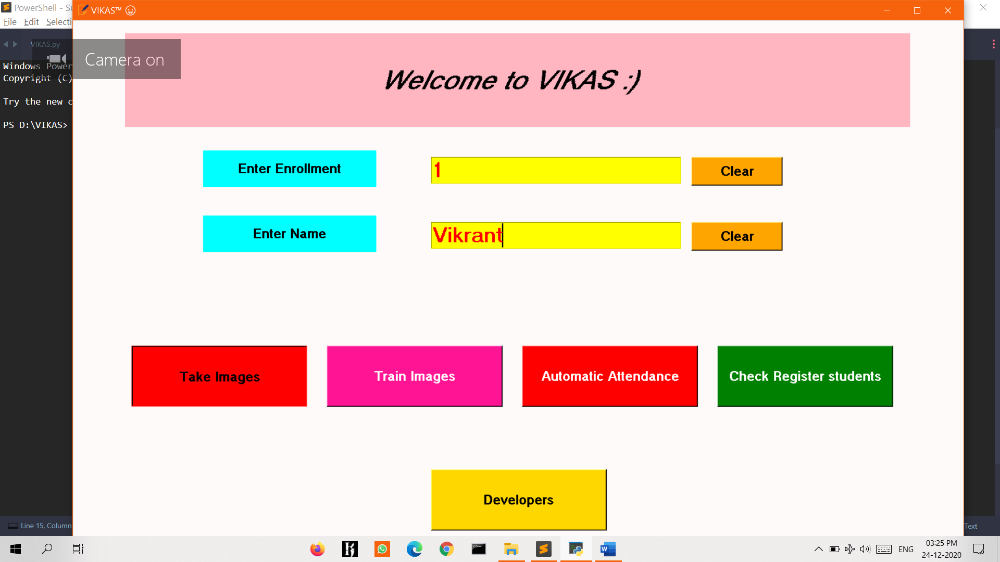 PowerShell - Su
VIKAS™ ☺
File Edit Selecti
VIKAS.py
Camera on
Windows Power
Copyright (C)
Try the new c
PS D:\VIKAS>
Welcome to VIKAS :)
Enter Enrollment
1
Clear
Enter Name
Vikrant
Clear
Take Images
Train Images
Automatic Attendance
Check Register students
Developers
Line 15, Column
Text
ENG
03:25 PM
24-12-2020